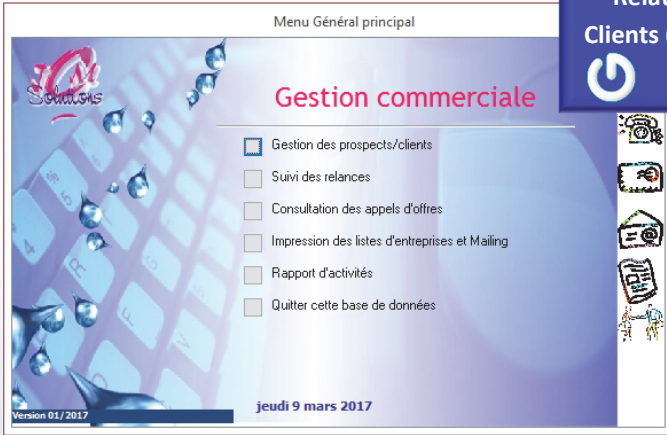 Menu Général principal
Clients
Solutions
Gestion commerciale
Gestion des prospects/clients
Suivi des relances
Consultation des appels d'offres
Impression des listes d'entreprises et Mailing
Rapport d'activités
Quitter cette base de données
jeudi 9 mars 2017
Version 01/2017